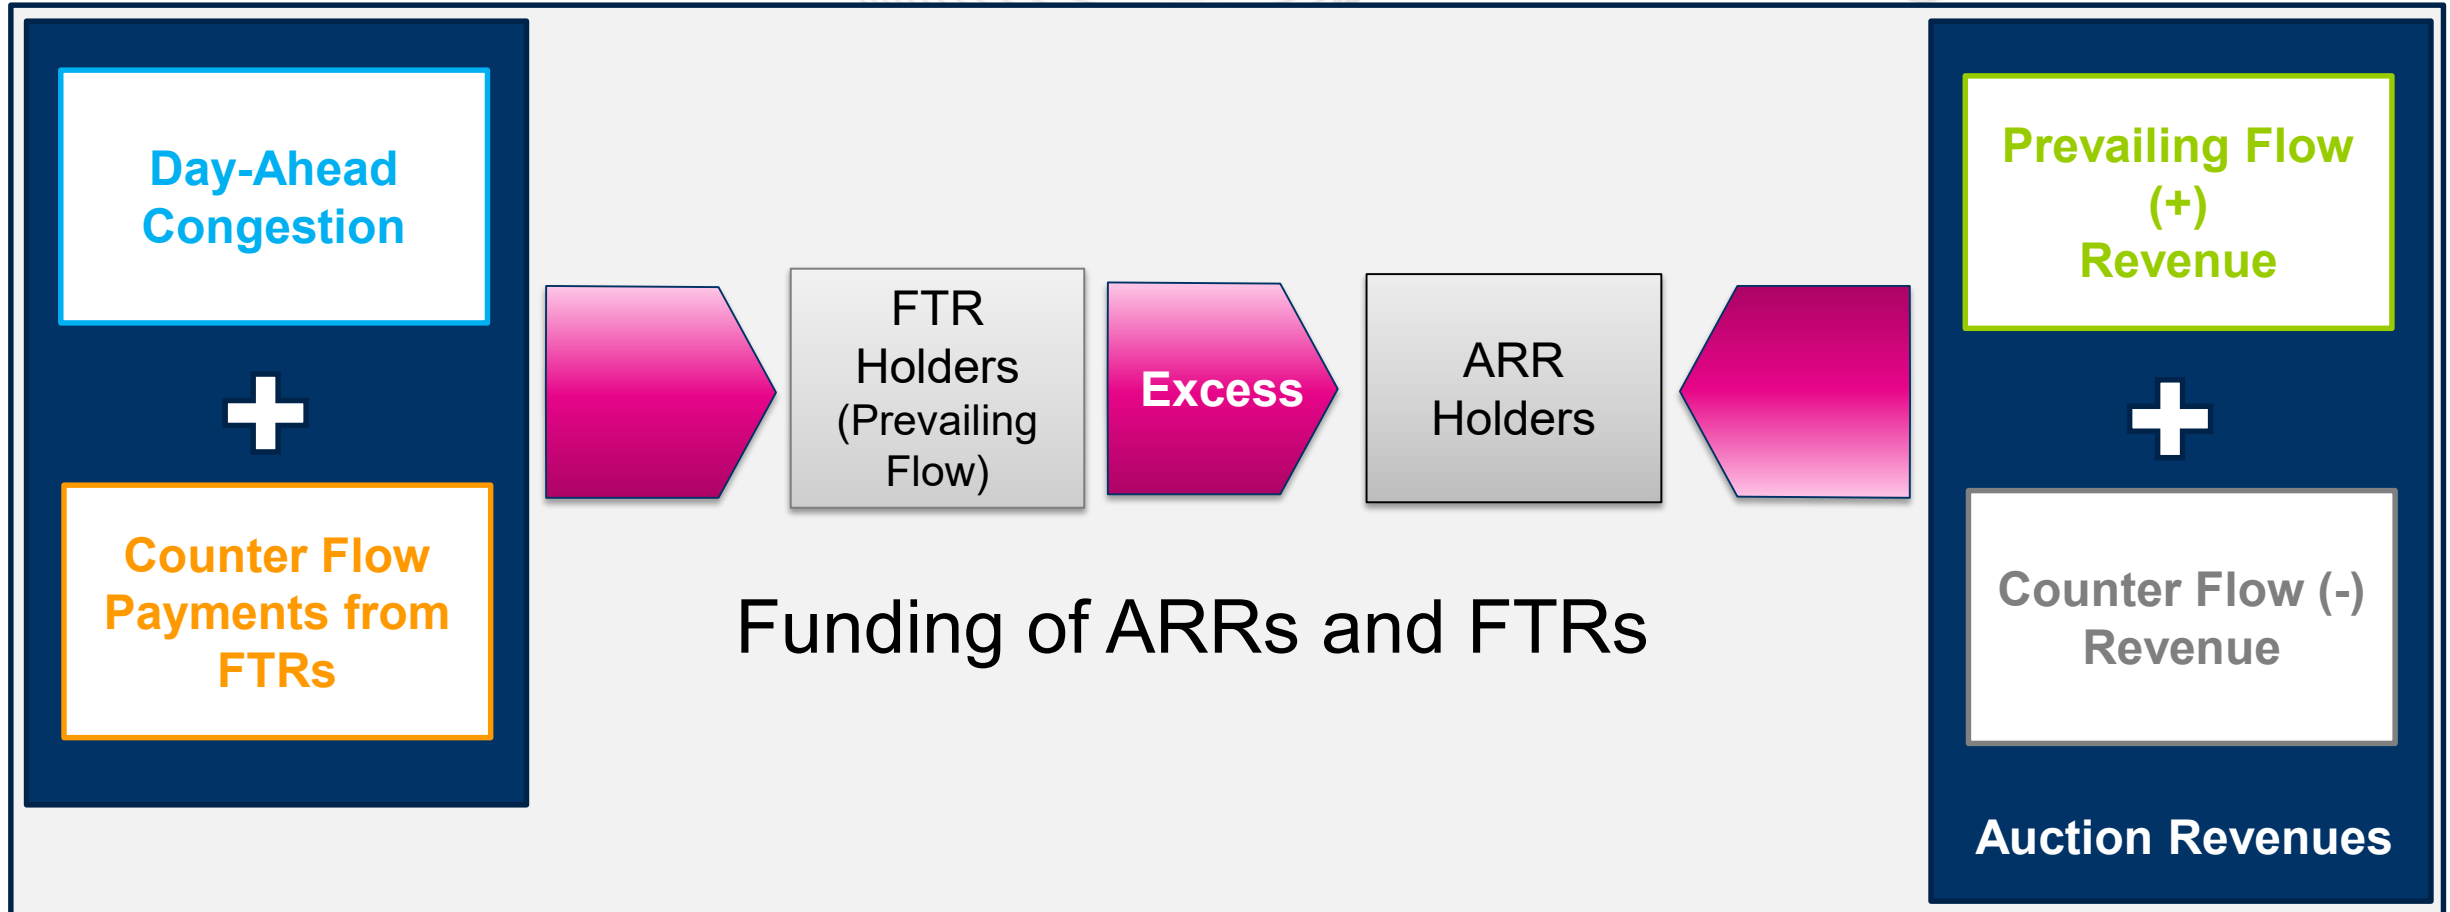 Day-Ahead
Congestion
Counter Flow
Payments from
FTRs
FTR
Holders
(Prevailing
Flow)
Excess
ARR
Holders
Funding of ARRs and FTRs
Prevailing Flow
(+)
Revenue
Counter Flow (-)
Revenue
Auction Revenues